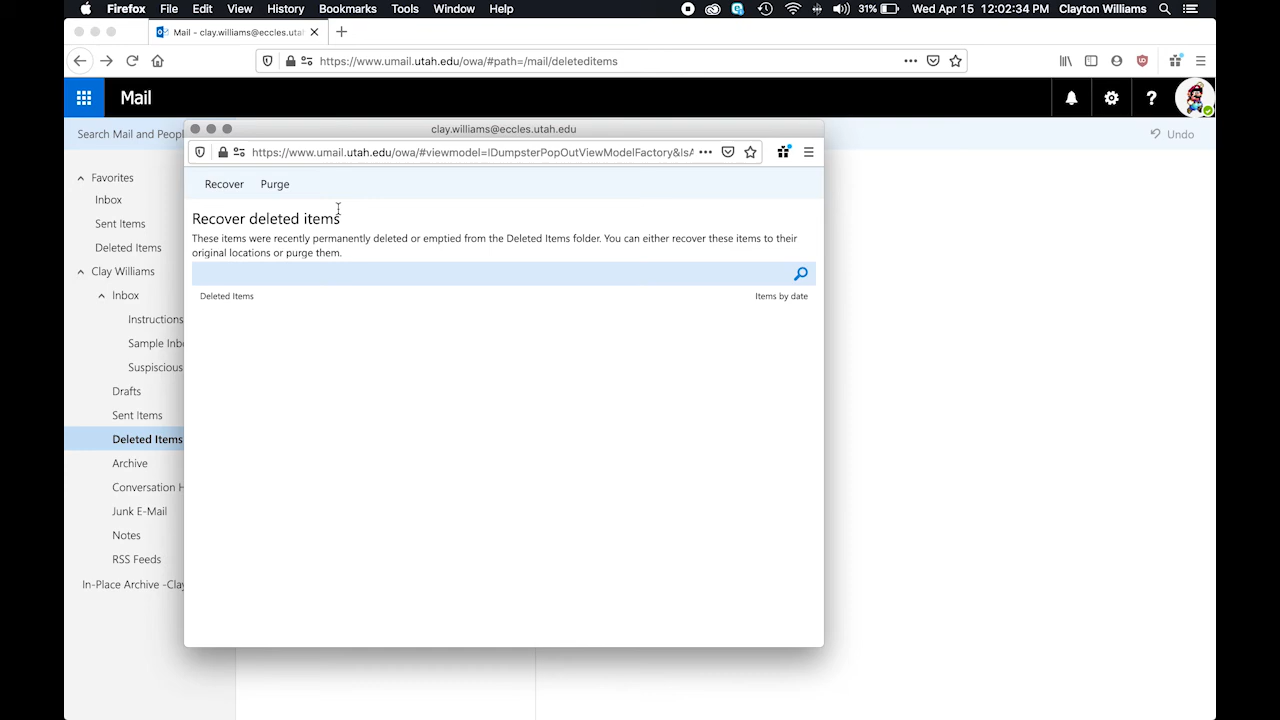 Firefox File Edit View History Bookmarks Tools Window Help 31% Wed Apr 15 12:02:34 PM Clayton Williams
Mail - clay.williams@eccles.utah
https://www.umail.utah.edu/owa/#path=/mail/deleteditems
Mail
Search Mail and Peopl
Undo
clay.williams@eccles.utah.edu
https://www.umail.utah.edu/owa/#viewmodel=IDumpsterPopOutViewModelFactory&IsA
Recover Purge
Recover deleted items
These items were recently permanently deleted or emptied from the Deleted Items folder. You can either recover these items to their
original locations or purge them.
Deleted Items Items by date
Favorites
Inbox
Sent Items
Deleted Items
Clay Williams
Inbox
Instructions
Sample Inbo
Suspicious
Drafts
Sent Items
Deleted Items
Archive
Conversation H
Junk E-Mail
Notes
RSS Feeds
In-Place Archive -Clay